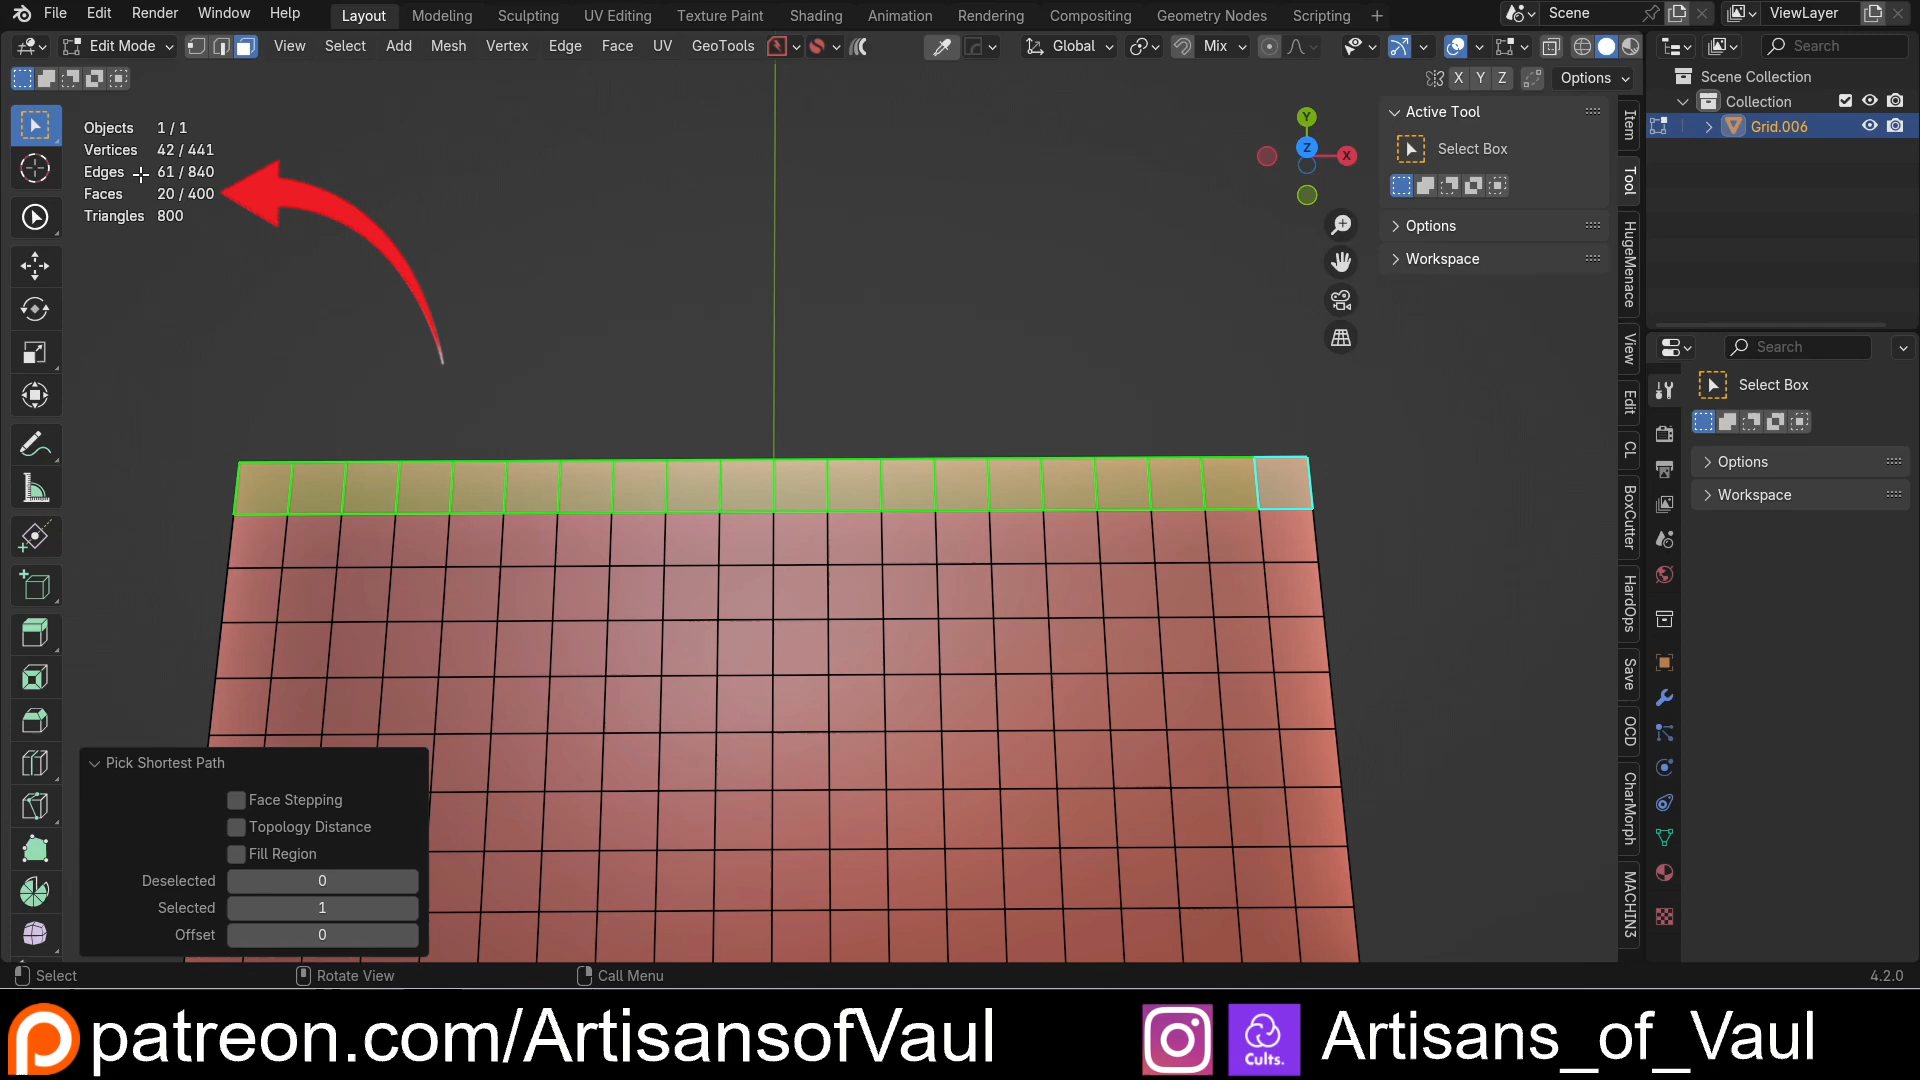 File Edit Render Window Help Layout Modeling Sculpting UV Editing Texture Paint Shading Animation Rendering Compositing Geometry Nodes Scripting + Scene ViewLayer
Edit Mode View Select Add Mesh Vertex Edge Face UV GeoTools Global Mix Search
X Y Z Options
Scene Collection
Collection
Grid.006
Objects 1 / 1
Vertices 42 / 441
Edges 61 / 840
Faces 20 / 400
Triangles 800
Y
Z
X
Active Tool
Select Box
Options
Workspace
Item
Tool
HugeMenace
View
Edit
CL
BoxCutter
HardOps
Save
OCD
CharMorph
MACHIN3
Search
Select Box
Options
Workspace
Pick Shortest Path
Face Stepping
Topology Distance
Fill Region
Deselected 0
Selected 1
Offset 0
Select Rotate View Call Menu 4.2.0
patreon.com/ArtisansofVaul Cults. Artisans_of_Vaul